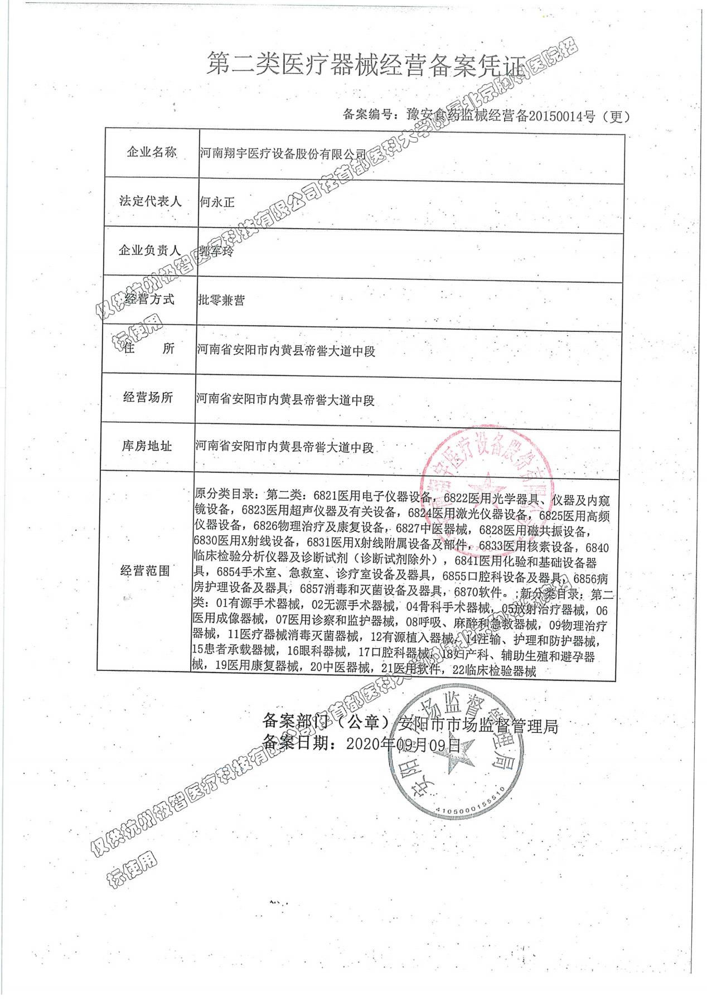 第二类医疗器械经营备案凭证
备案编号：豫安食药监械经营备20150014号（更）
企业名称 河南翔宇医疗设备股份有限公司
法定代表人 何永正
企业负责人 郭军玲
经营方式 批零兼营
住 所 河南省安阳市内黄县帝喾大道中段
经营场所 河南省安阳市内黄县帝喾大道中段
库房地址 河南省安阳市内黄县帝喾大道中段
经营范围
原分类目录：第二类：6821医用电子仪器设备，6822医用光学器具、仪器及内窥
镜设备，6823医用超声仪器及有关设备，6824医用激光仪器设备，6825医用高频
仪器设备，6826物理治疗及康复设备，6827中医器械，6828医用磁共振设备，
6830医用X射线设备，6831医用X射线附属设备及部件，6833医用核素设备，6840
临床检验分析仪器及诊断试剂（诊断试剂除外），6841医用化验和基础设备器
具，6854手术室、急救室、诊疗室设备及器具，6855口腔科设备及器具，6856病
房护理设备及器具，6857消毒和灭菌设备及器具，6870软件。;新分类目录：第二
类：01有源手术器械，02无源手术器械，04骨科手术器械，05放射治疗器械，06
医用成像器械，07医用诊察和监护器械，08呼吸、麻醉和急救器械，09物理治疗
器械，11医疗器械消毒灭菌器械，12有源植入器械，14注输、护理和防护器械，
15患者承载器械，16眼科器械，17口腔科器械，18妇产科、辅助生殖和避孕器
械，19医用康复器械，20中医器械，21医用软件，22临床检验器械
备案部门（公章）安阳市市场监督管理局
备案日期：2020年09月09日
安阳市市场监督管理局
4105000155510
仅供杭州极智医疗科技有限公司在首都医科大学附属北京胸科医院招
标使用
仅供杭州极智医疗科技有限公司在首都医科大学附属北京胸科医院招
标使用